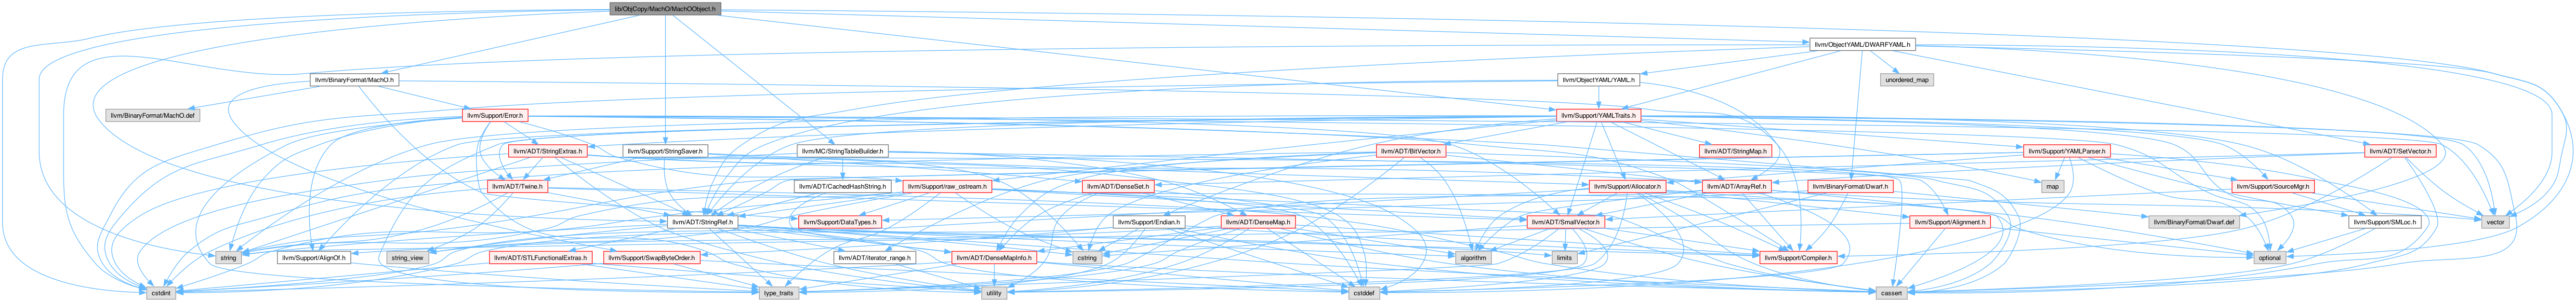 lib/ObjCopy/MachO/MachOObject.h
llvm/ObjectYAML/DWARFYAML.h
llvm/BinaryFormat/MachO.h
llvm/ObjectYAML/YAML.h
unordered_map
llvm/BinaryFormat/MachO.def
llvm/Support/Error.h
llvm/Support/YAMLTraits.h
llvm/ADT/StringExtras.h
llvm/Support/StringSaver.h
llvm/MC/StringTableBuilder.h
llvm/ADT/BitVector.h
llvm/ADT/StringMap.h
llvm/Support/YAMLParser.h
llvm/ADT/SetVector.h
llvm/ADT/Twine.h
llvm/ADT/CachedHashString.h
llvm/Support/raw_ostream.h
llvm/ADT/DenseSet.h
llvm/Support/Allocator.h
llvm/ADT/ArrayRef.h
llvm/BinaryFormat/Dwarf.h
map
llvm/Support/SourceMgr.h
llvm/ADT/StringRef.h
llvm/Support/DataTypes.h
llvm/Support/Endian.h
llvm/ADT/DenseMap.h
llvm/ADT/SmallVector.h
llvm/Support/Alignment.h
llvm/BinaryFormat/Dwarf.def
llvm/Support/SMLoc.h
vector
string
llvm/Support/AlignOf.h
string_view
llvm/ADT/STLFunctionalExtras.h
llvm/Support/SwapByteOrder.h
llvm/ADT/iterator_range.h
llvm/ADT/DenseMapInfo.h
cstring
algorithm
limits
llvm/Support/Compiler.h
optional
cstdint
type_traits
utility
cstddef
cassert